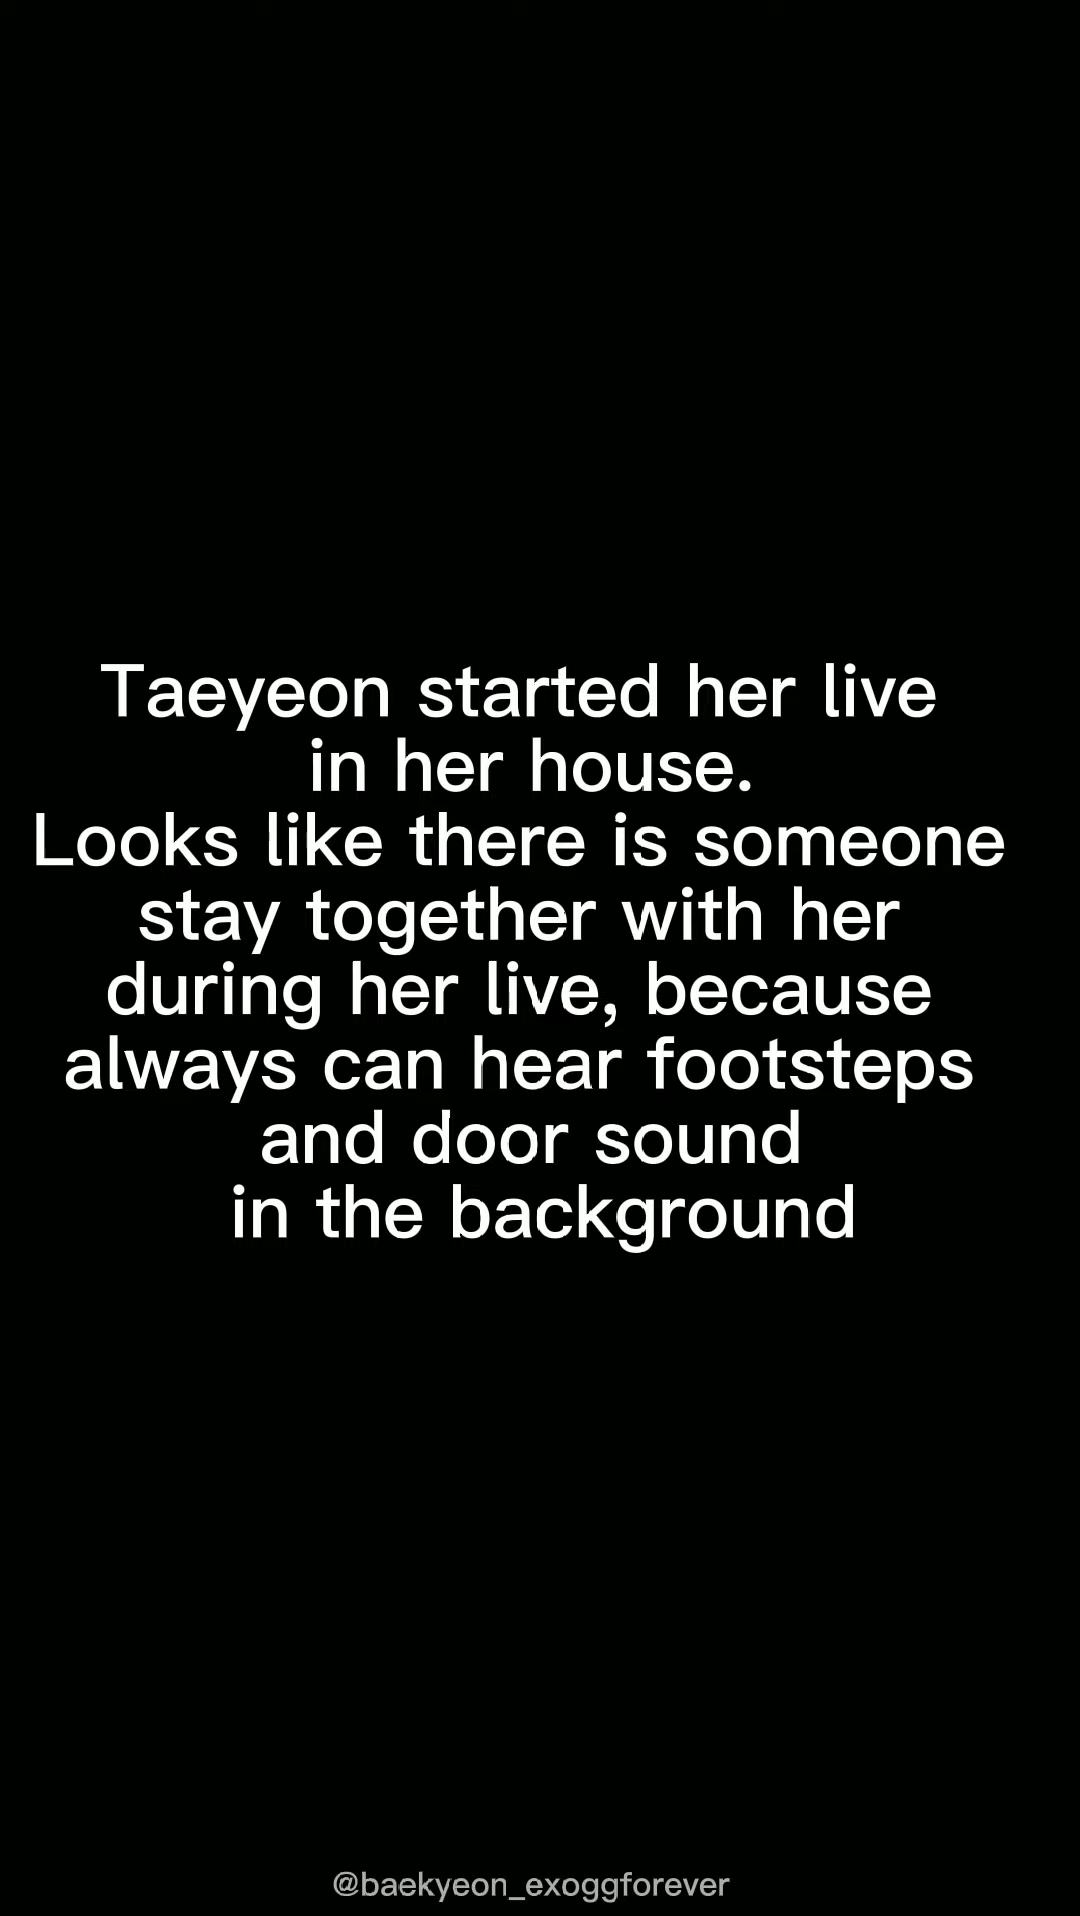 Taeyeon started her live
in her house.
Looks like there is someone
stay together with her
during her live, because
always can hear footsteps
and door sound
in the background
@baekyeon_exoggforever